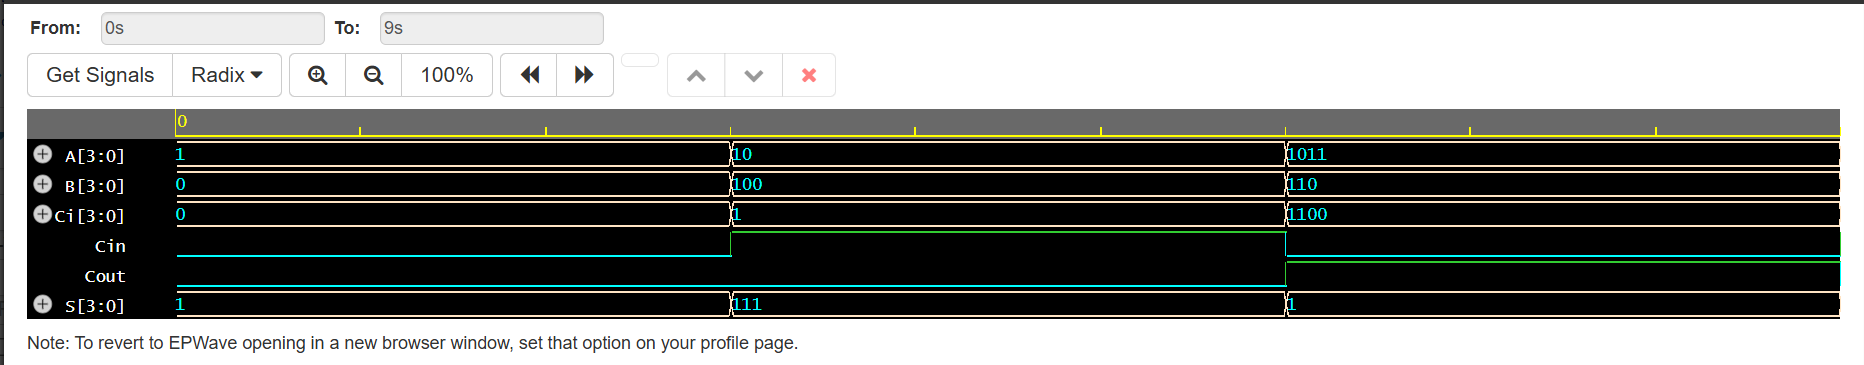 From: 0s To: 9s
Get Signals Radix 100%
0
A[3:0] 1 10 1011
B[3:0] 0 100 110
Ci[3:0] 0 1 1100
Cin
Cout
S[3:0] 1 111 1
Note: To revert to EPWave opening in a new browser window, set that option on your profile page.